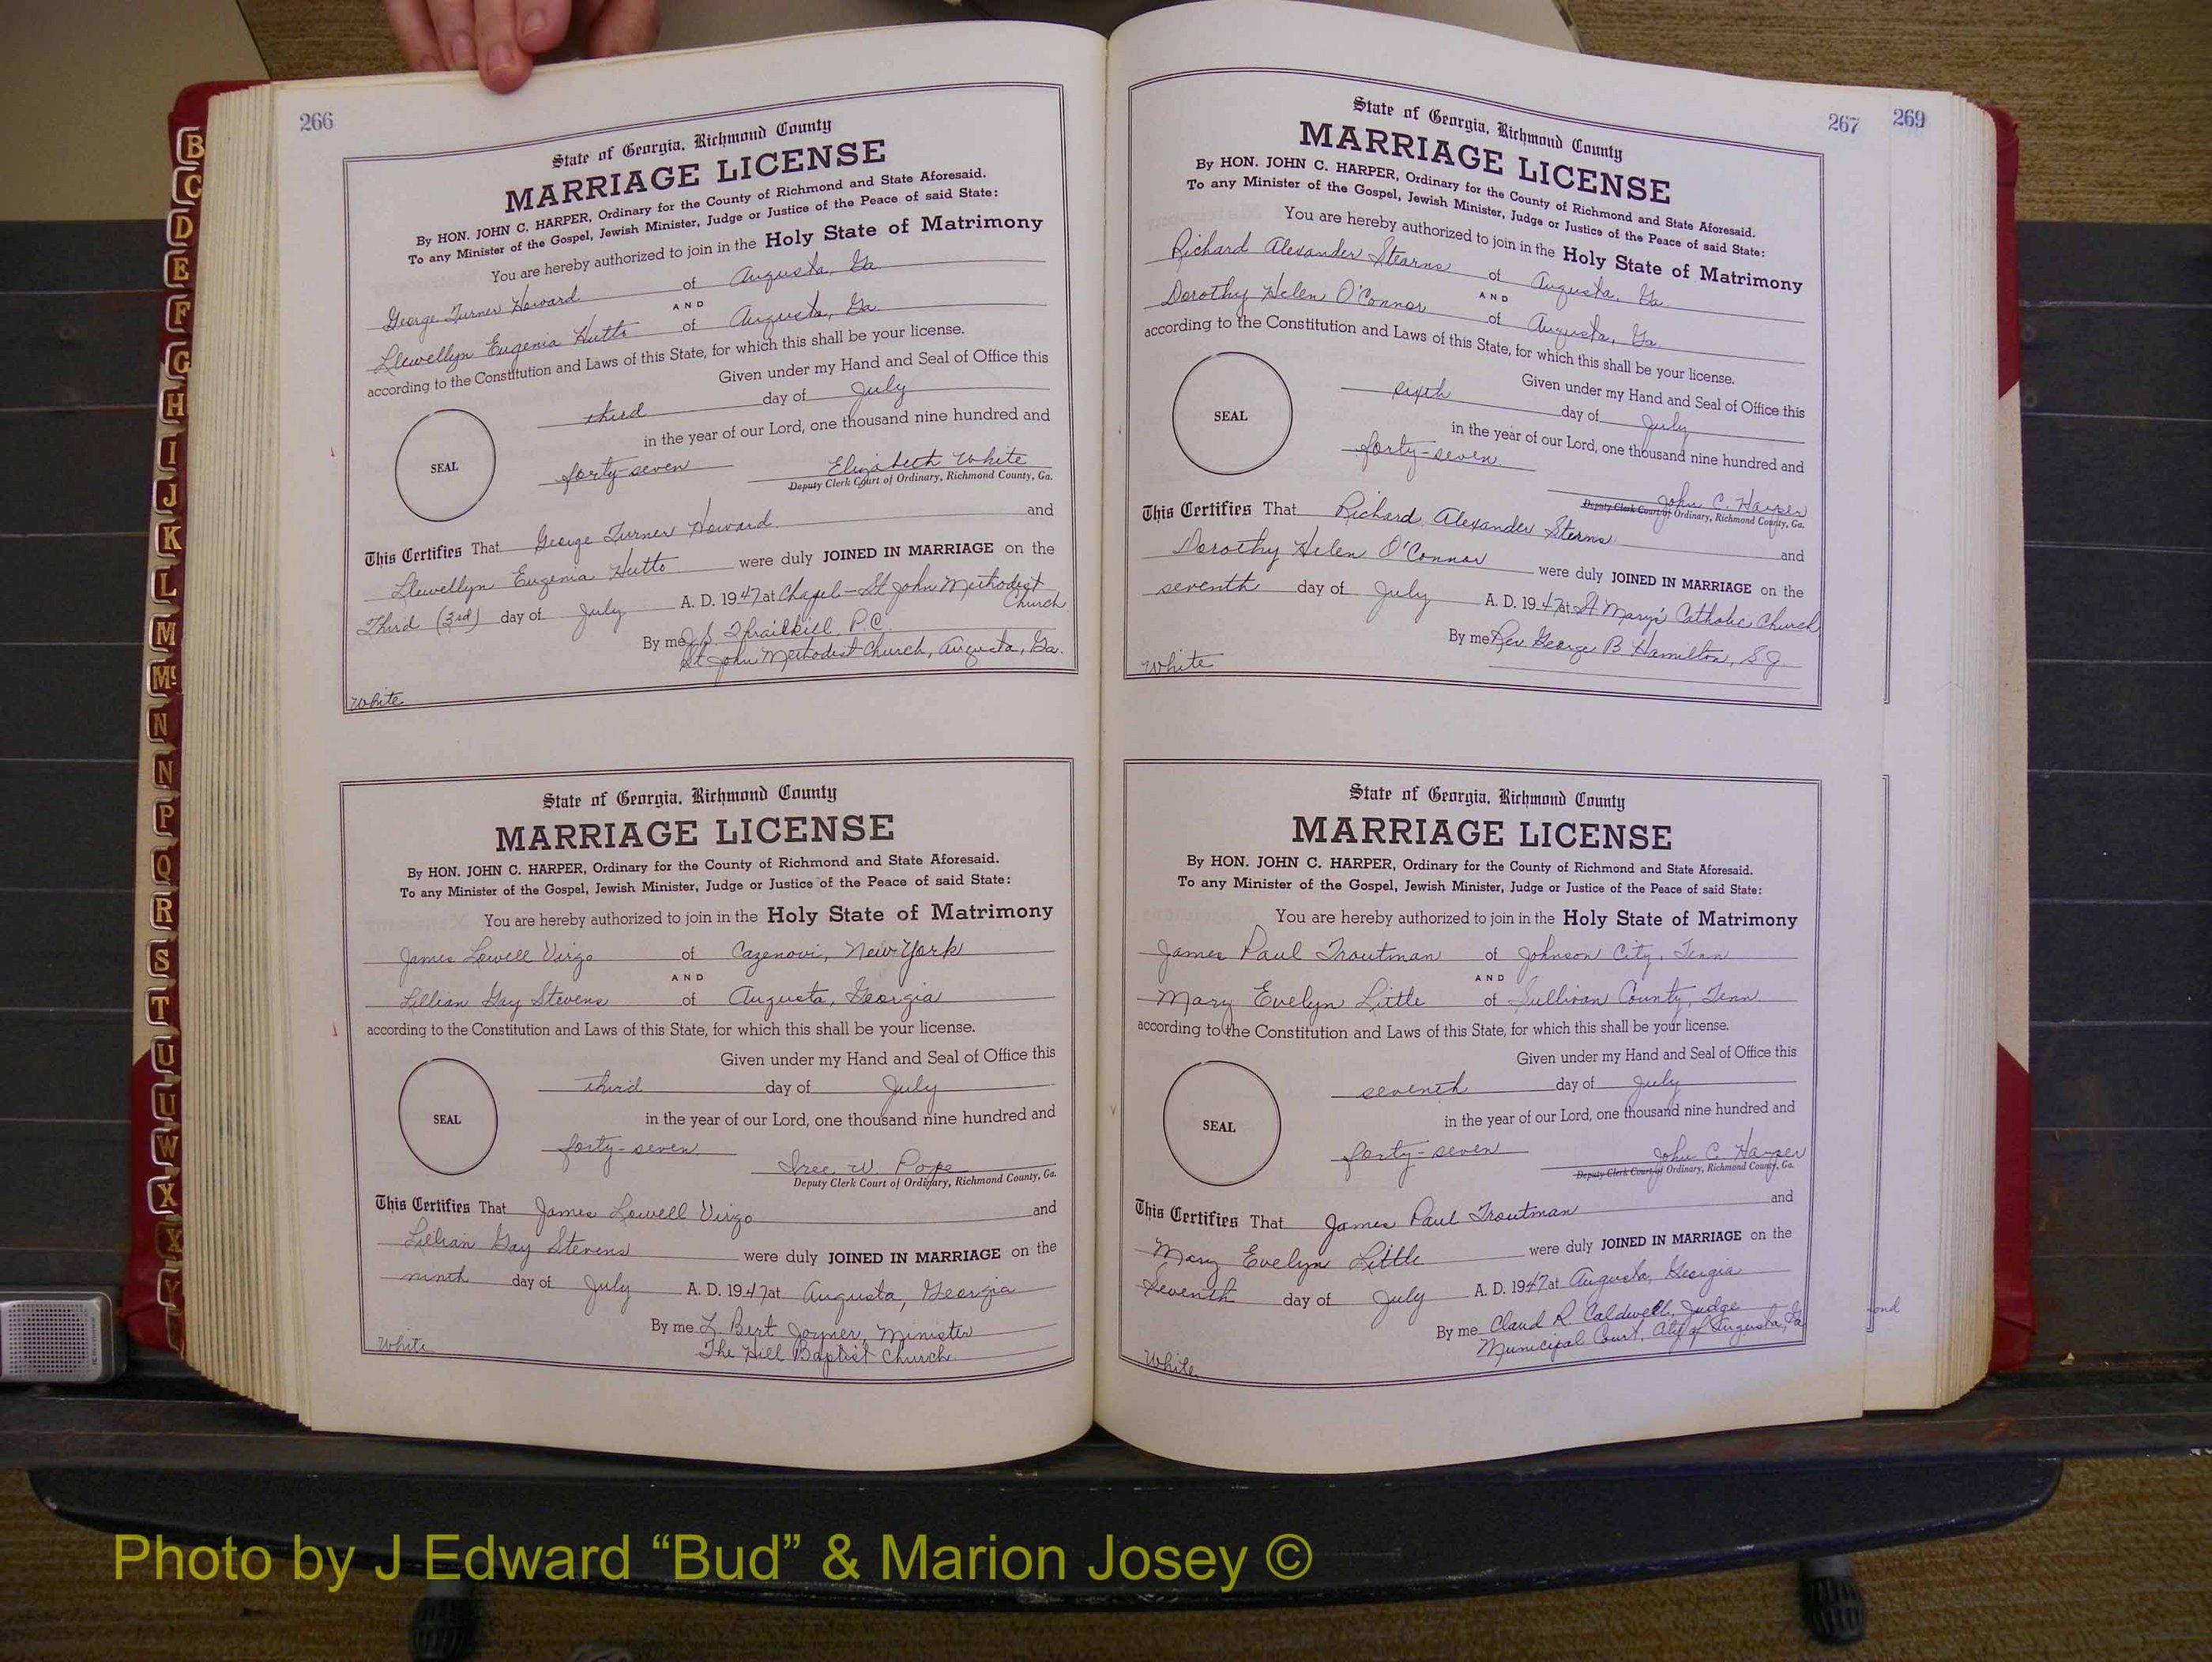 B
C
D
E
F
G
H
I
J
K
L
M
Mc
N
N
P
Q
R
S
T
U
U
W
X
X
Y
266
State of Georgia, Richmond County
MARRIAGE LICENSE
By HON. JOHN C. HARPER, Ordinary for the County of Richmond and State Aforesaid.
To any Minister of the Gospel, Jewish Minister, Judge or Justice of the Peace of said State:
You are hereby authorized to join in the Holy State of Matrimony
George Turner Howard of Augusta, Ga
AND
Llewellyn Eugenia Hutto of Augusta, Ga
according to the Constitution and Laws of this State, for which this shall be your license.
Given under my Hand and Seal of Office this
third day of July
in the year of our Lord, one thousand nine hundred and
SEAL
forty-seven Elizabeth White
Deputy Clerk Court of Ordinary, Richmond County, Ga.
This Certifies That George Turner Howard and
Llewellyn Eugenia Hutto were duly JOINED IN MARRIAGE on the
Third (3rd) day of July A. D. 1947 at Chapel - St John Methodist Church
By me J. S. Thrailkill, P.C.
St John Methodist Church, Augusta, Ga.
White
State of Georgia, Richmond County
MARRIAGE LICENSE
By HON. JOHN C. HARPER, Ordinary for the County of Richmond and State Aforesaid.
To any Minister of the Gospel, Jewish Minister, Judge or Justice of the Peace of said State:
You are hereby authorized to join in the Holy State of Matrimony
James Lowell Virgo of Cazenovi, New York
AND
Lillian Gay Stevens of Augusta, Georgia
according to the Constitution and Laws of this State, for which this shall be your license.
Given under my Hand and Seal of Office this
third day of July
in the year of our Lord, one thousand nine hundred and
SEAL
forty-seven Inee W. Pope
Deputy Clerk Court of Ordinary, Richmond County, Ga.
This Certifies That James Lowell Virgo and
Lillian Gay Stevens were duly JOINED IN MARRIAGE on the
ninth day of July A. D. 1947 at Augusta, Georgia
By me L. Bert Joyner, Minister
The Hill Baptist Church
White
267
State of Georgia, Richmond County
MARRIAGE LICENSE
By HON. JOHN C. HARPER, Ordinary for the County of Richmond and State Aforesaid.
To any Minister of the Gospel, Jewish Minister, Judge or Justice of the Peace of said State:
You are hereby authorized to join in the Holy State of Matrimony
Richard Alexander Stearns of Augusta, Ga
AND
Dorothy Helen O'Connor of Augusta, Ga
according to the Constitution and Laws of this State, for which this shall be your license.
Given under my Hand and Seal of Office this
sixth day of July
in the year of our Lord, one thousand nine hundred and
SEAL
forty-seven John C. Harper
Deputy Clerk Court of Ordinary, Richmond County, Ga.
This Certifies That Richard Alexander Sterns and
Dorothy Helen O'Connor were duly JOINED IN MARRIAGE on the
seventh day of July A. D. 1947 at St Mary's Catholic Church
By me Rev George B Hamilton, S J.
White
State of Georgia, Richmond County
MARRIAGE LICENSE
By HON. JOHN C. HARPER, Ordinary for the County of Richmond and State Aforesaid.
To any Minister of the Gospel, Jewish Minister, Judge or Justice of the Peace of said State:
You are hereby authorized to join in the Holy State of Matrimony
James Paul Troutman of Johnson City, Tenn
AND
Mary Evelyn Little of Sullivan County, Tenn
according to the Constitution and Laws of this State, for which this shall be your license.
Given under my Hand and Seal of Office this
seventh day of July
in the year of our Lord, one thousand nine hundred and
SEAL
forty-seven John C. Harper
Deputy Clerk Court of Ordinary, Richmond County, Ga.
This Certifies That James Paul Troutman and
Mary Evelyn Little were duly JOINED IN MARRIAGE on the
Seventh day of July A. D. 1947 at Augusta, Georgia
By me Claud R. Caldwell, Judge
Municipal Court, City of Augusta, Ga
White
269
ond
Photo by J Edward “Bud” & Marion Josey ©